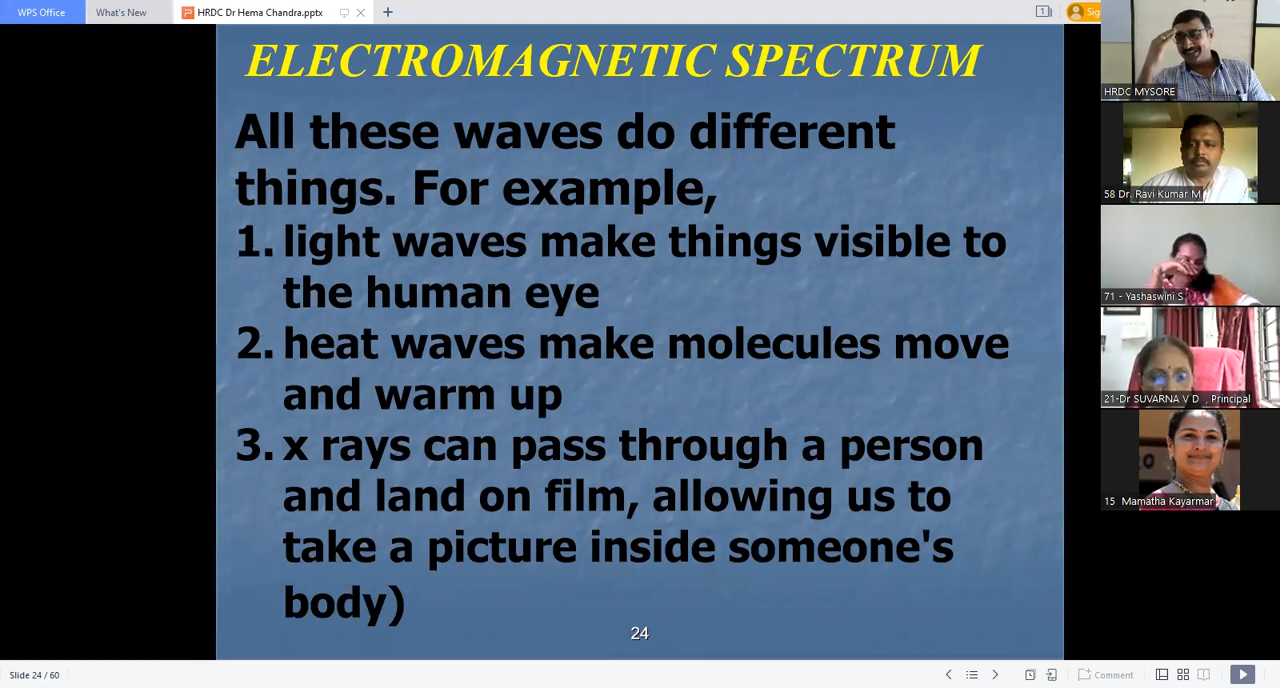 WPS Office
What's New
HRDC Dr Hema Chandra.pptx
1
Sig
ELECTROMAGNETIC SPECTRUM
All these waves do different
things. For example,
1. light waves make things visible to
the human eye
2. heat waves make molecules move
and warm up
3. x rays can pass through a person
and land on film, allowing us to
take a picture inside someone's
body)
24
HRDC MYSORE
58 Dr. Ravi Kumar M
71 - Yashaswini S
21-Dr SUVARNA V D , Principal
15 Mamatha Kayarmar
Slide 24 / 60
Comment